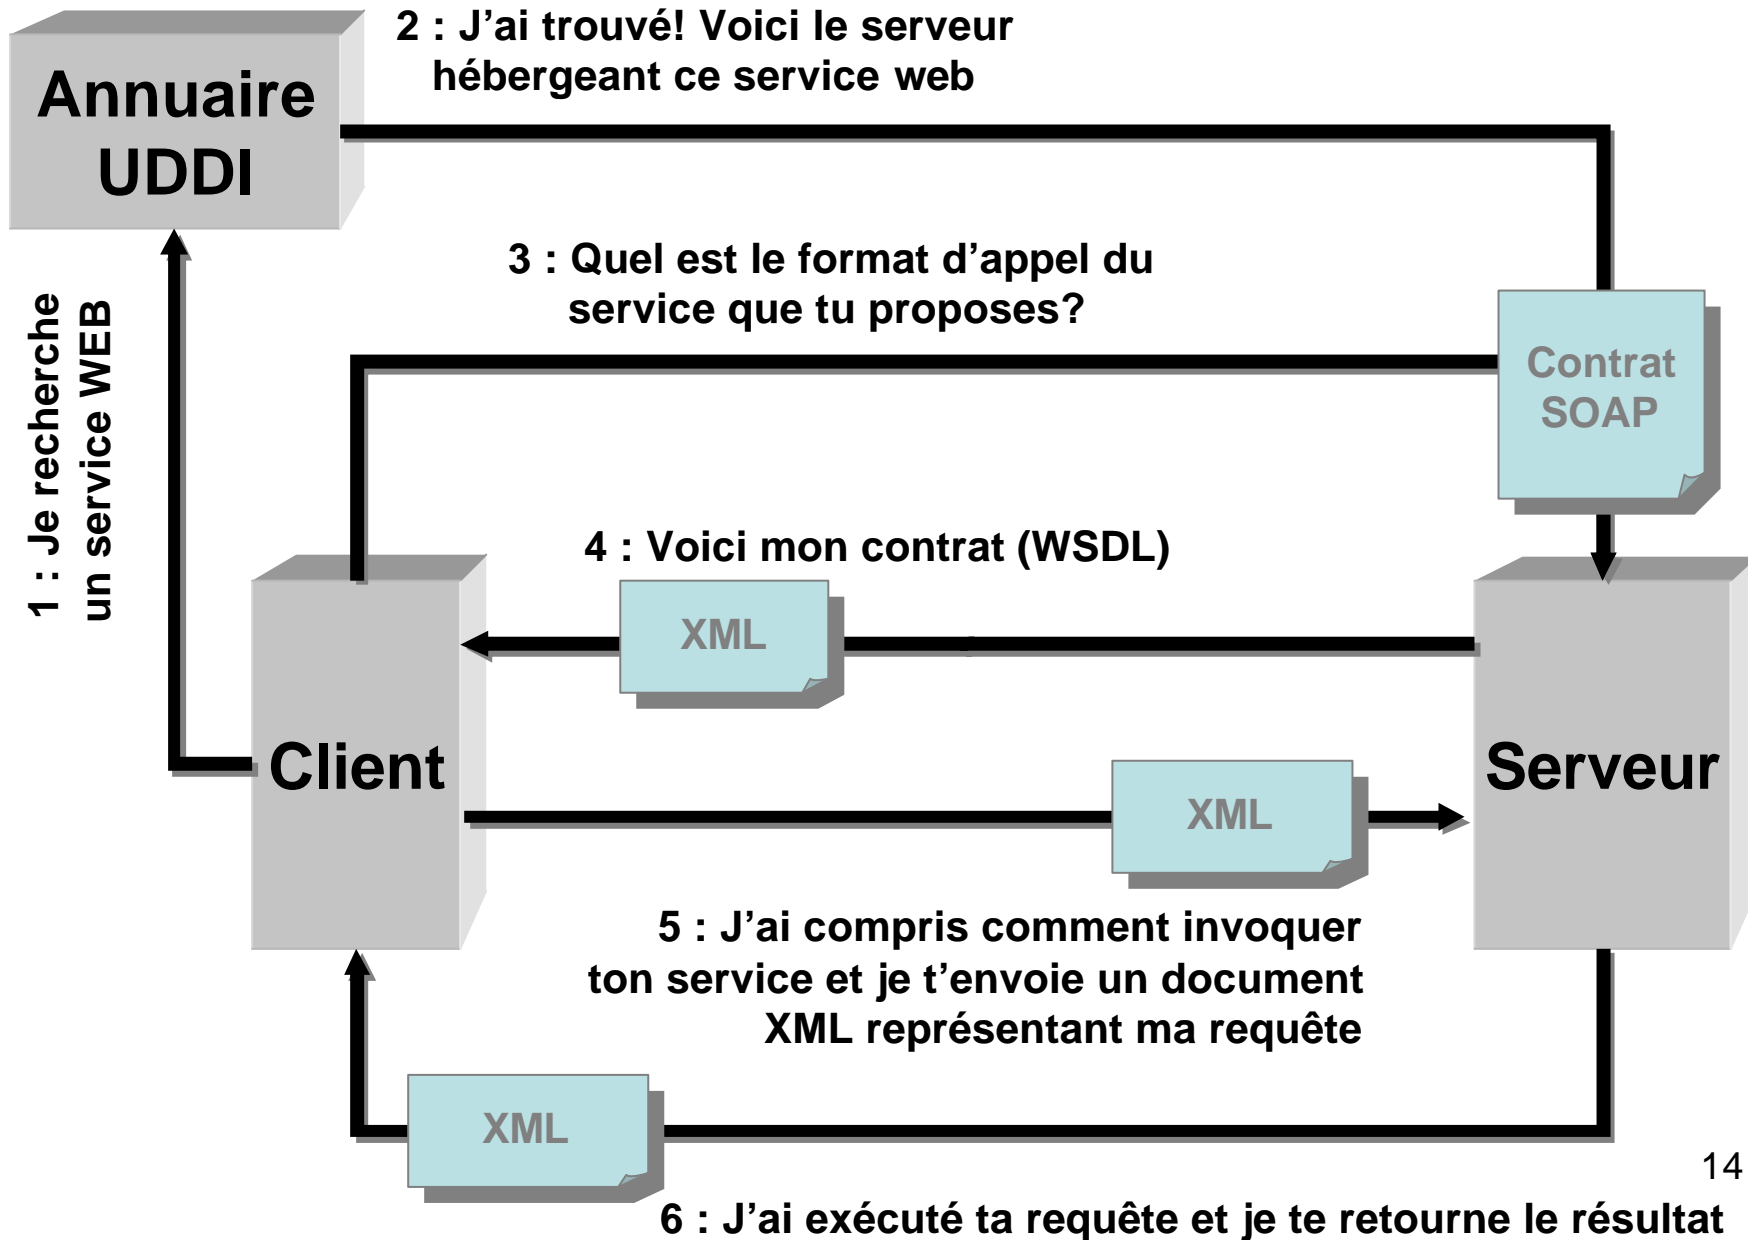 2 : J'ai trouvé! Voici le serveur
hébergeant ce service web
Annuaire
UDDI
3 : Quel est le format d'appel du
service que tu proposes?
1 : Je recherche
un service WEB
Contrat
SOAP
4 : Voici mon contrat (WSDL)
XML
Client
Serveur
XML
5 : J'ai compris comment invoquer
ton service et je t'envoie un document
XML représentant ma requête
XML
14
6 : J'ai exécuté ta requête et je te retourne le résultat